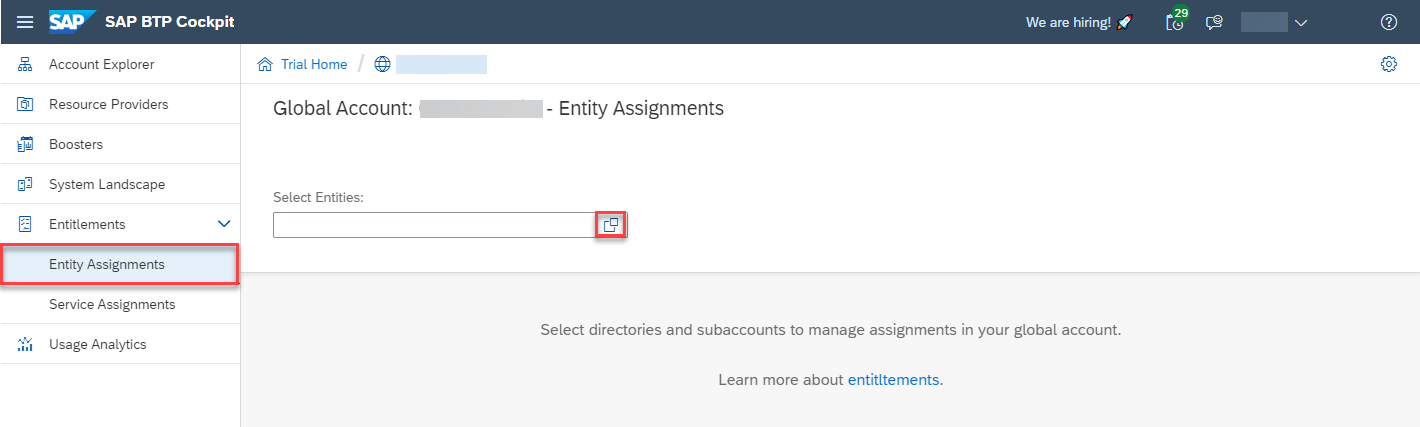 SAP SAP BTP Cockpit We are hiring! 🚀 29
Account Explorer
Resource Providers
Boosters
System Landscape
Entitlements
Entity Assignments
Service Assignments
Usage Analytics
Trial Home /
Global Account: - Entity Assignments
Select Entities:
Select directories and subaccounts to manage assignments in your global account.
Learn more about entitltements.